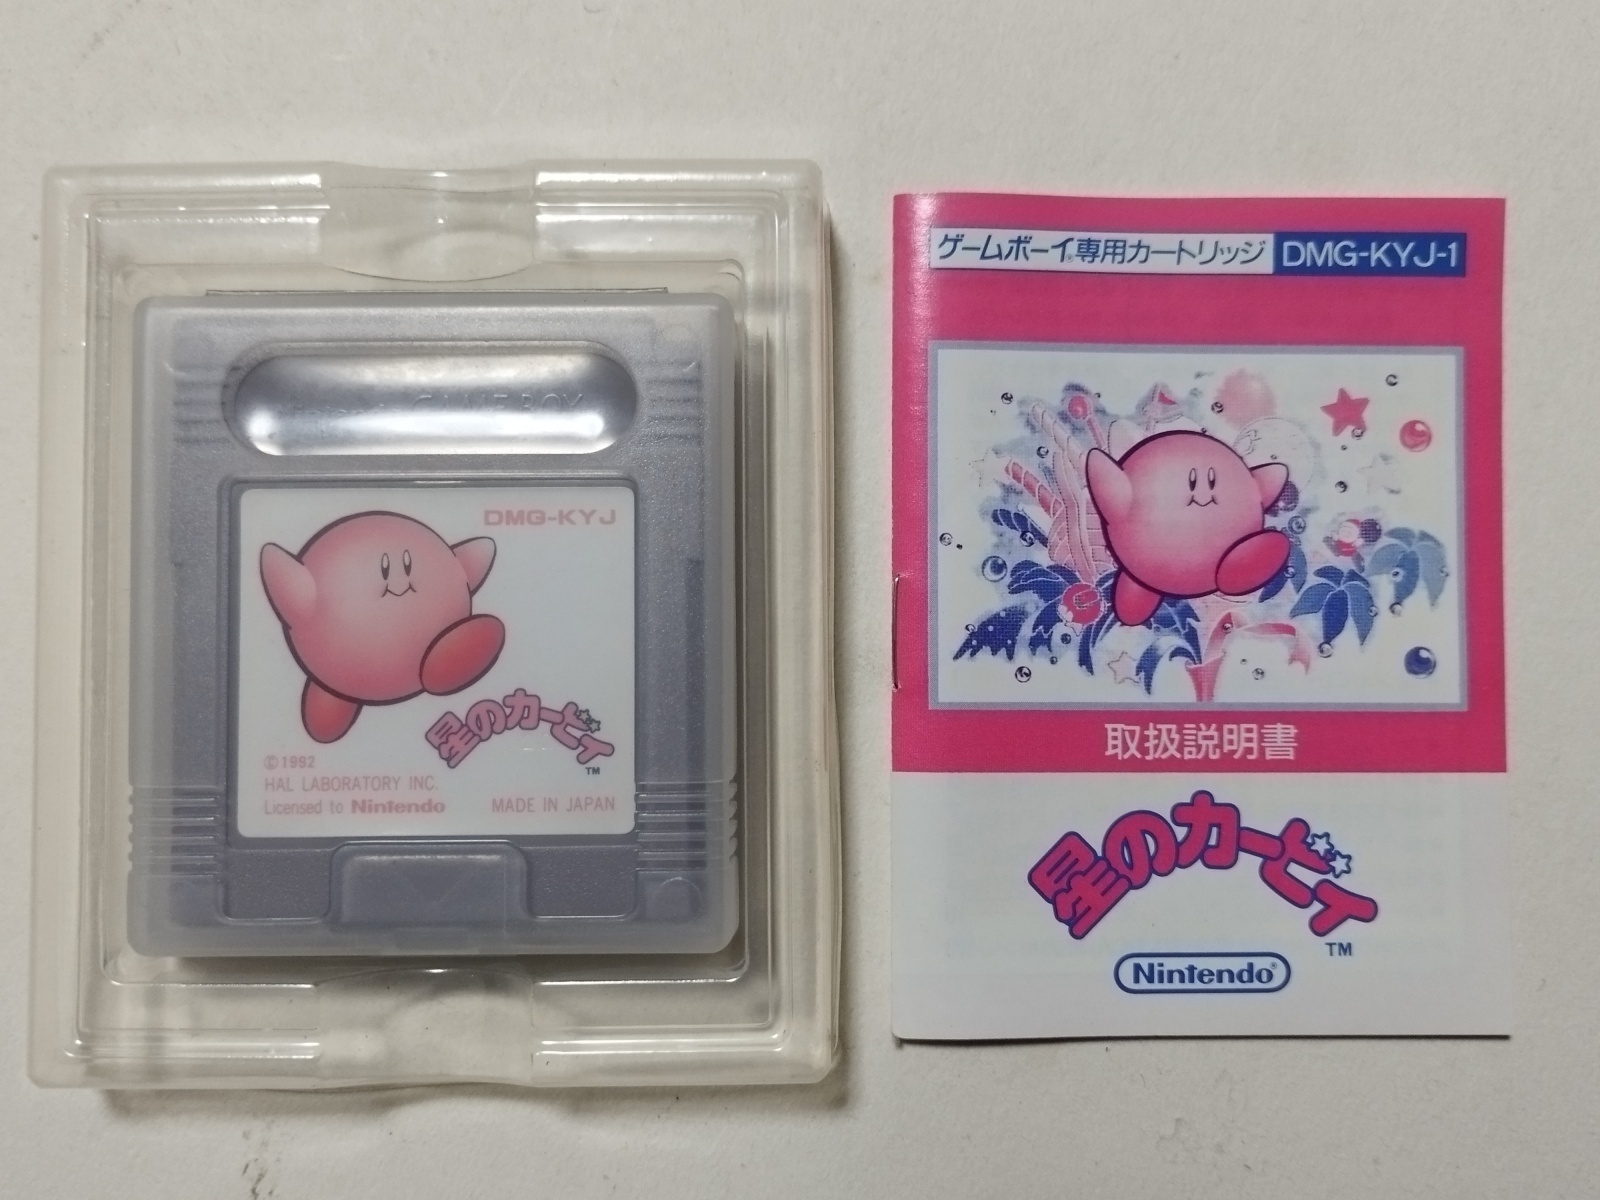 GAME BOY
DMG-KYJ
星のカービィ
TM
©1992
HAL LABORATORY INC.
Licensed to Nintendo
MADE IN JAPAN
ゲームボーイ®専用カートリッジ DMG-KYJ-1
取扱説明書
星のカービィ
TM
Nintendo®